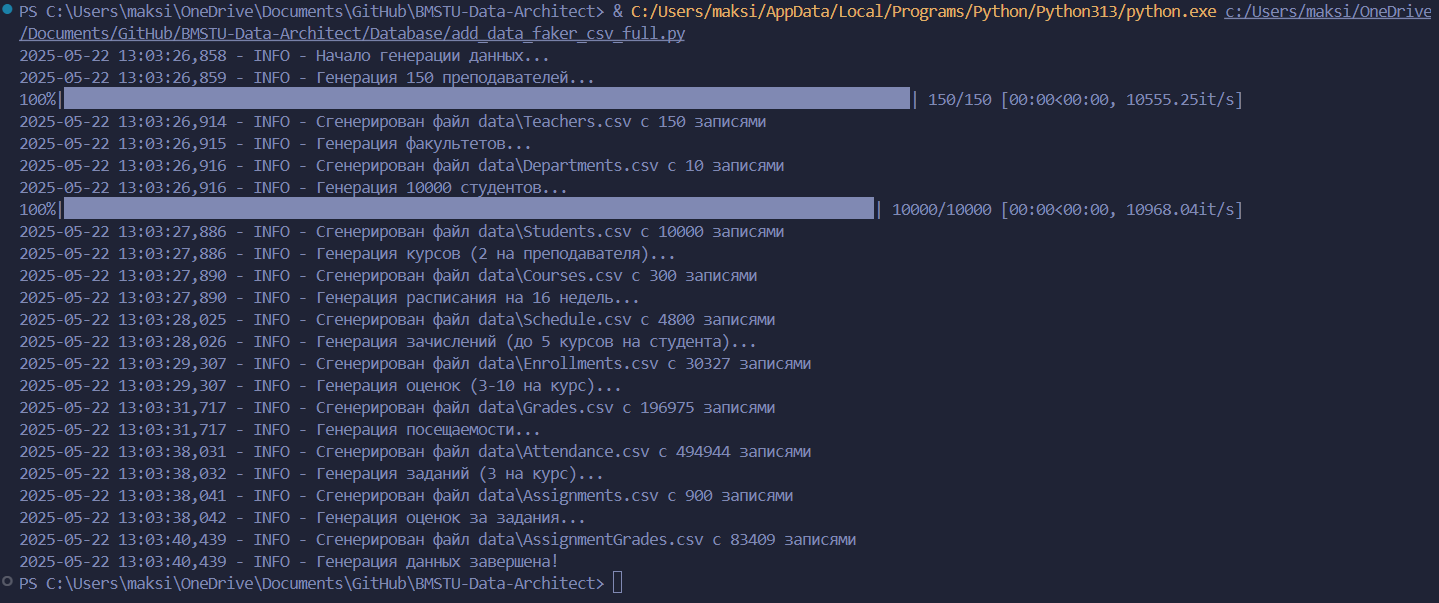 PS C:\Users\maksi\OneDrive\Documents\GitHub\BMSTU-Data-Architect> & C:/Users/maksi/AppData/Local/Programs/Python/Python313/python.exe c:/Users/maksi/OneDrive
/Documents/GitHub/BMSTU-Data-Architect/Database/add_data_faker_csv_full.py
2025-05-22 13:03:26,858 - INFO - Начало генерации данных...
2025-05-22 13:03:26,859 - INFO - Генерация 150 преподавателей...
100%| | 150/150 [00:00<00:00, 10555.25it/s]
2025-05-22 13:03:26,914 - INFO - Сгенерирован файл data\Teachers.csv с 150 записями
2025-05-22 13:03:26,915 - INFO - Генерация факультетов...
2025-05-22 13:03:26,916 - INFO - Сгенерирован файл data\Departments.csv с 10 записями
2025-05-22 13:03:26,916 - INFO - Генерация 10000 студентов...
100%| | 10000/10000 [00:00<00:00, 10968.04it/s]
2025-05-22 13:03:27,886 - INFO - Сгенерирован файл data\Students.csv с 10000 записями
2025-05-22 13:03:27,886 - INFO - Генерация курсов (2 на преподавателя)...
2025-05-22 13:03:27,890 - INFO - Сгенерирован файл data\Courses.csv с 300 записями
2025-05-22 13:03:27,890 - INFO - Генерация расписания на 16 недель...
2025-05-22 13:03:28,025 - INFO - Сгенерирован файл data\Schedule.csv с 4800 записями
2025-05-22 13:03:28,026 - INFO - Генерация зачислений (до 5 курсов на студента)...
2025-05-22 13:03:29,307 - INFO - Сгенерирован файл data\Enrollments.csv с 30327 записями
2025-05-22 13:03:29,307 - INFO - Генерация оценок (3-10 на курс)...
2025-05-22 13:03:31,717 - INFO - Сгенерирован файл data\Grades.csv с 196975 записями
2025-05-22 13:03:31,717 - INFO - Генерация посещаемости...
2025-05-22 13:03:38,031 - INFO - Сгенерирован файл data\Attendance.csv с 494944 записями
2025-05-22 13:03:38,032 - INFO - Генерация заданий (3 на курс)...
2025-05-22 13:03:38,041 - INFO - Сгенерирован файл data\Assignments.csv с 900 записями
2025-05-22 13:03:38,042 - INFO - Генерация оценок за задания...
2025-05-22 13:03:40,439 - INFO - Сгенерирован файл data\AssignmentGrades.csv с 83409 записями
2025-05-22 13:03:40,439 - INFO - Генерация данных завершена!
PS C:\Users\maksi\OneDrive\Documents\GitHub\BMSTU-Data-Architect>